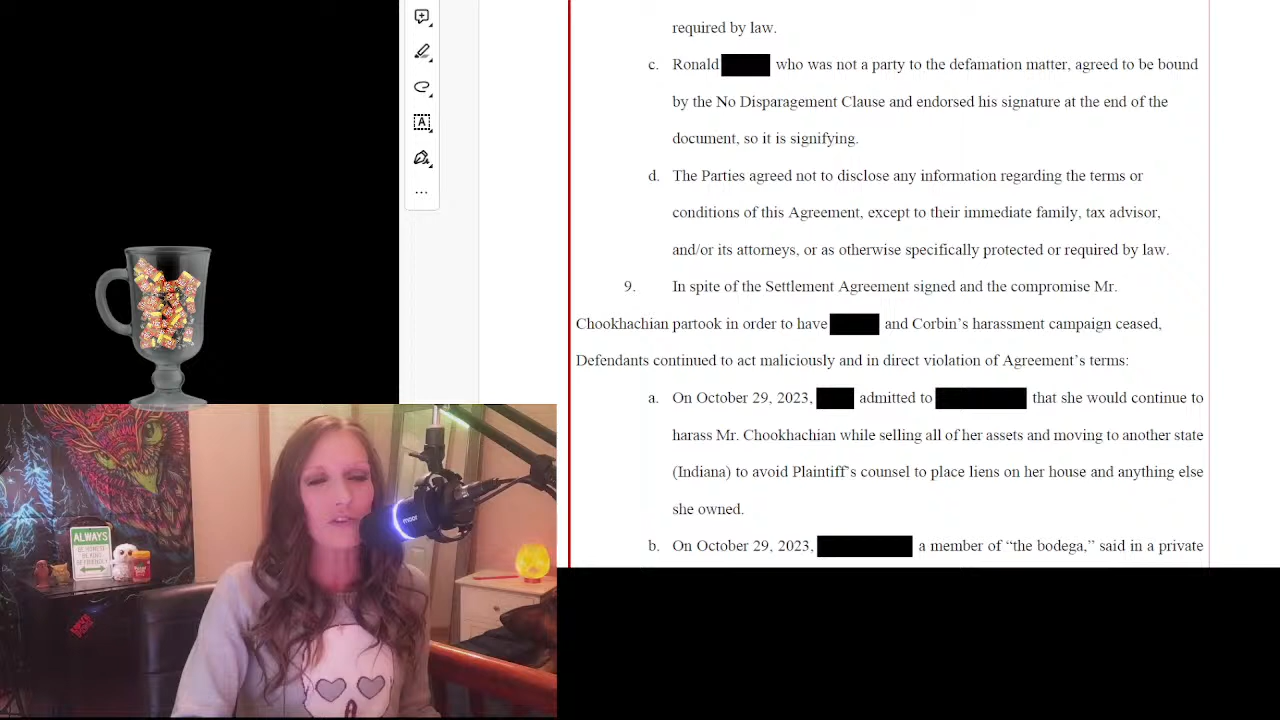 required by law.
c. Ronald who was not a party to the defamation matter, agreed to be bound
by the No Disparagement Clause and endorsed his signature at the end of the
document, so it is signifying.
d. The Parties agreed not to disclose any information regarding the terms or
conditions of this Agreement, except to their immediate family, tax advisor,
and/or its attorneys, or as otherwise specifically protected or required by law.
9. In spite of the Settlement Agreement signed and the compromise Mr.
Chookhachian partook in order to have and Corbin's harassment campaign ceased,
Defendants continued to act maliciously and in direct violation of Agreement's terms:
a. On October 29, 2023, admitted to that she would continue to
harass Mr. Chookhachian while selling all of her assets and moving to another state
(Indiana) to avoid Plaintiff's counsel to place liens on her house and anything else
she owned.
b. On October 29, 2023, a member of "the bodega," said in a private
A
ALWAYS